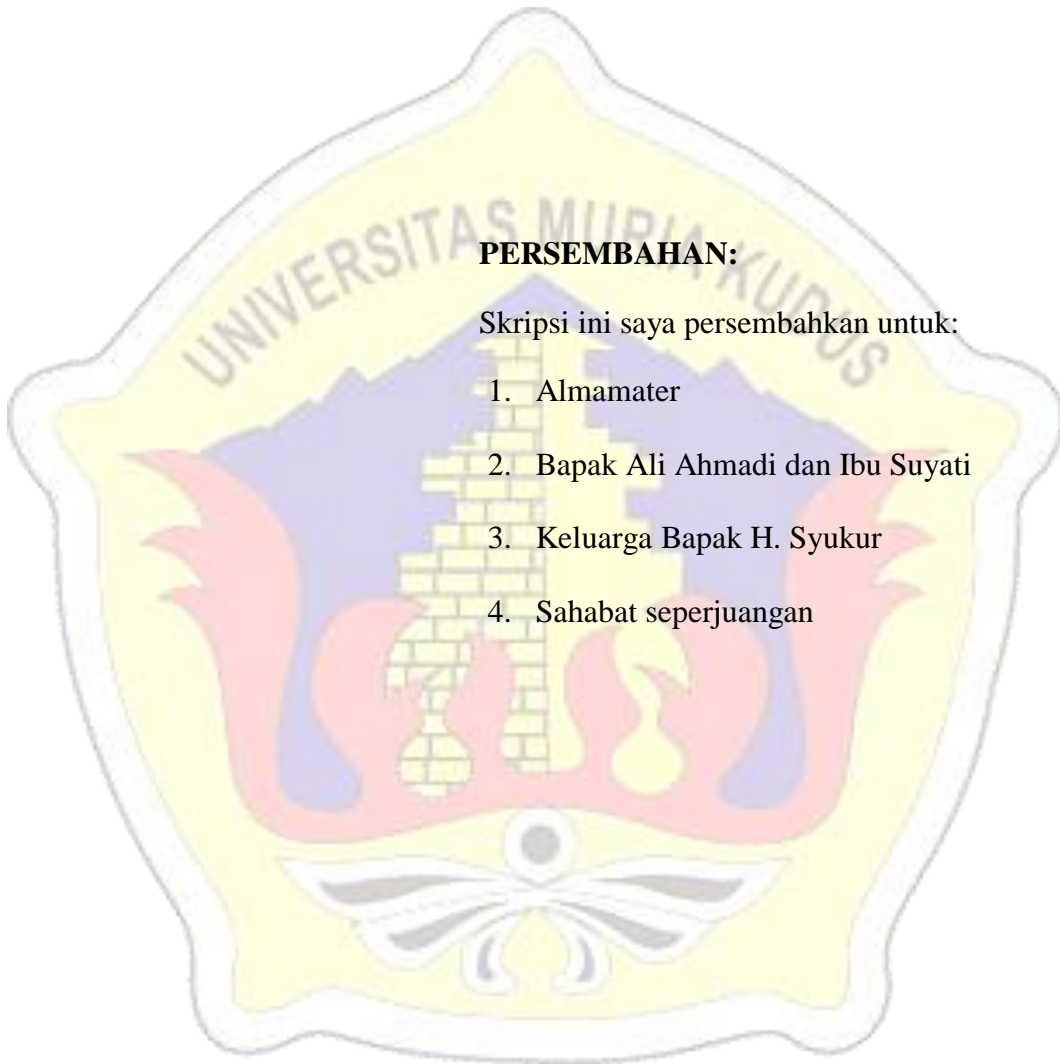 UNIVERSITAS MURIA KUDUS
PERSEMBAHAN:
Skripsi ini saya persembahkan untuk:
1. Almamater
2. Bapak Ali Ahmadi dan Ibu Suyati
3. Keluarga Bapak H. Syukur
4. Sahabat seperjuangan